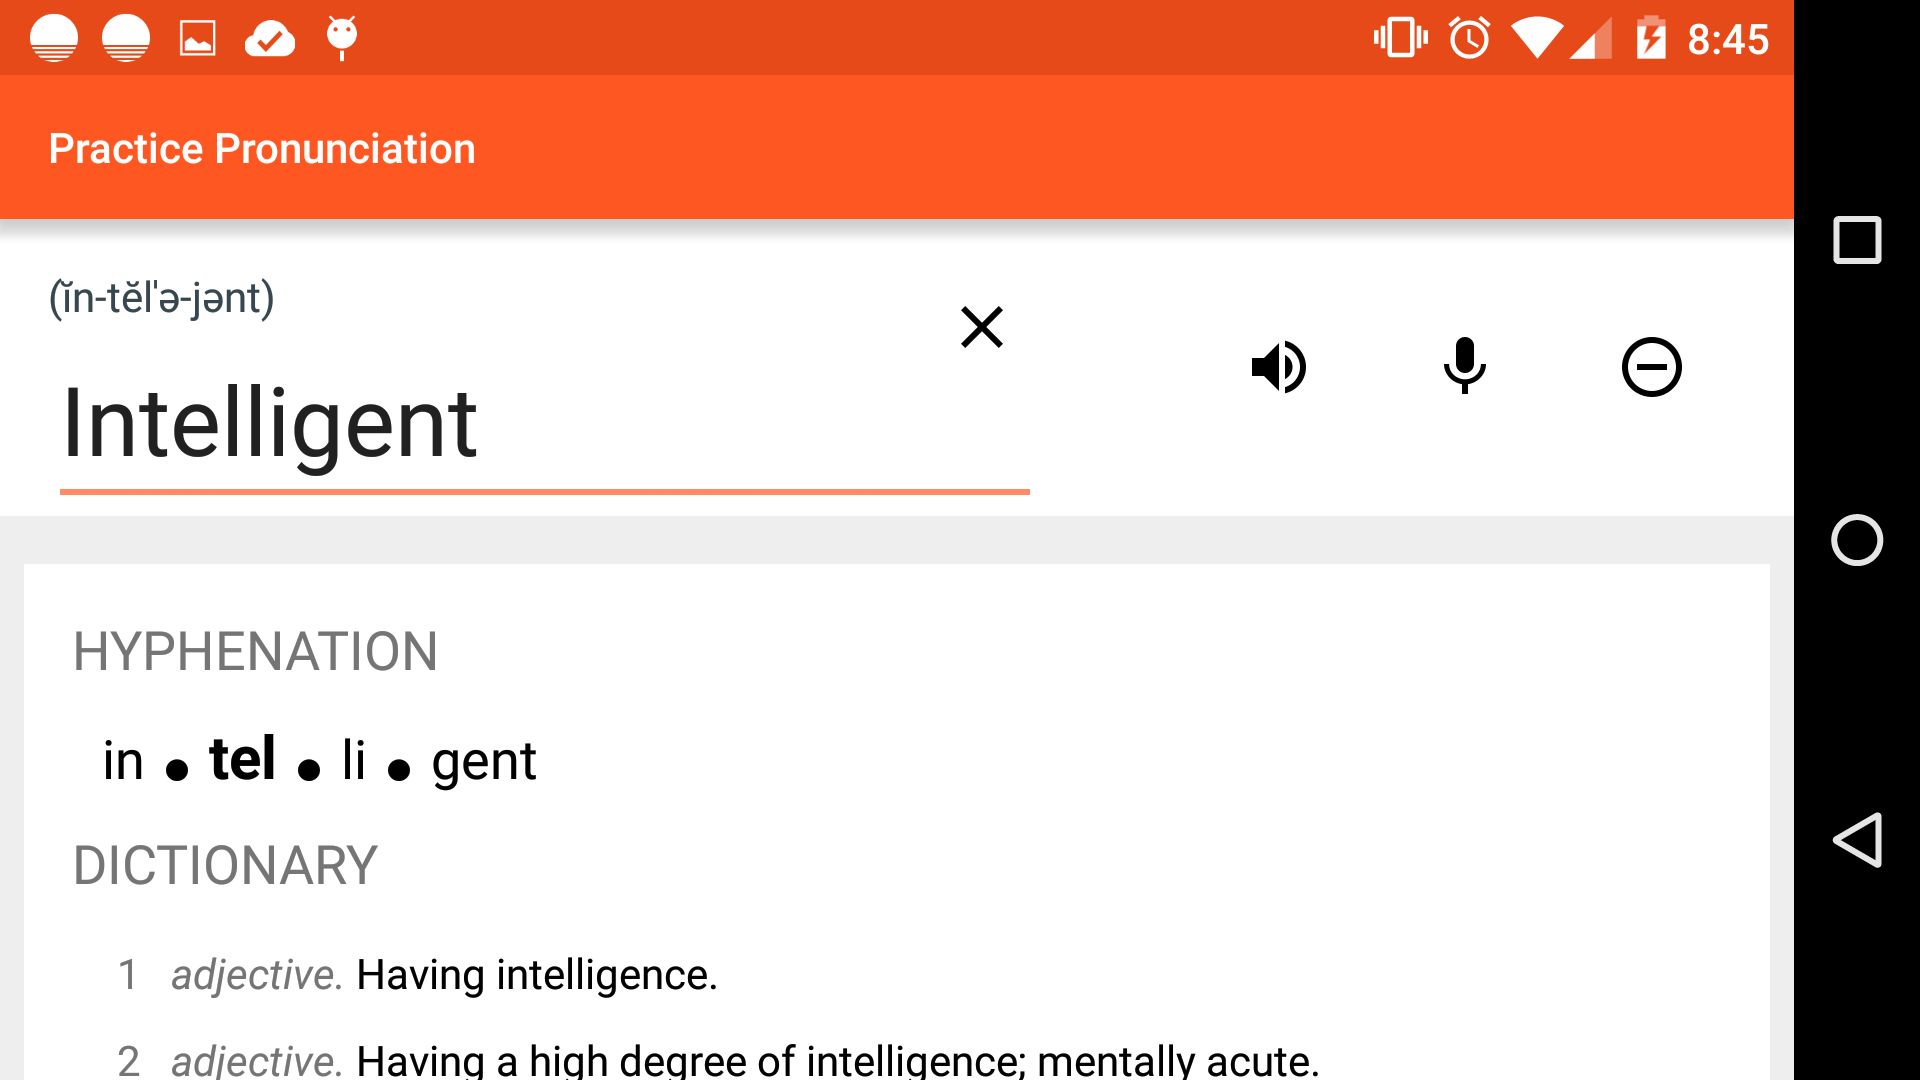 8:45
Practice Pronunciation
(ĭn-tĕl'ə-jənt)
Intelligent
HYPHENATION
in • tel • li • gent
DICTIONARY
1 adjective. Having intelligence.
2 adjective. Having a high degree of intelligence; mentally acute.